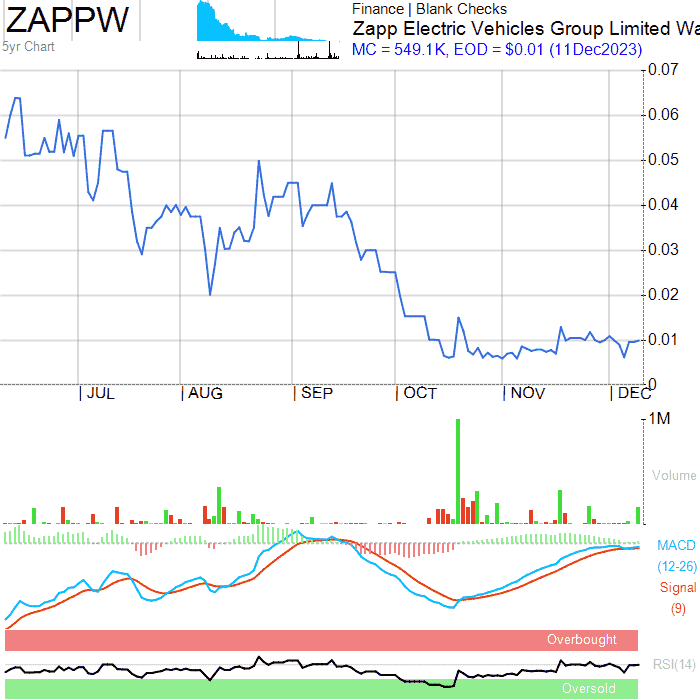 ZAPPW
5yr Chart
Finance | Blank Checks
Zapp Electric Vehicles Group Limited Wa
MC = 549.1K, EOD = $0.01 (11Dec2023)
0.07
0.06
0.05
0.04
0.03
0.02
0.01
0
JUL AUG SEP OCT NOV DEC
1M
Volume
MACD
(12-26)
Signal
(9)
Overbought
RSI(14)
Oversold